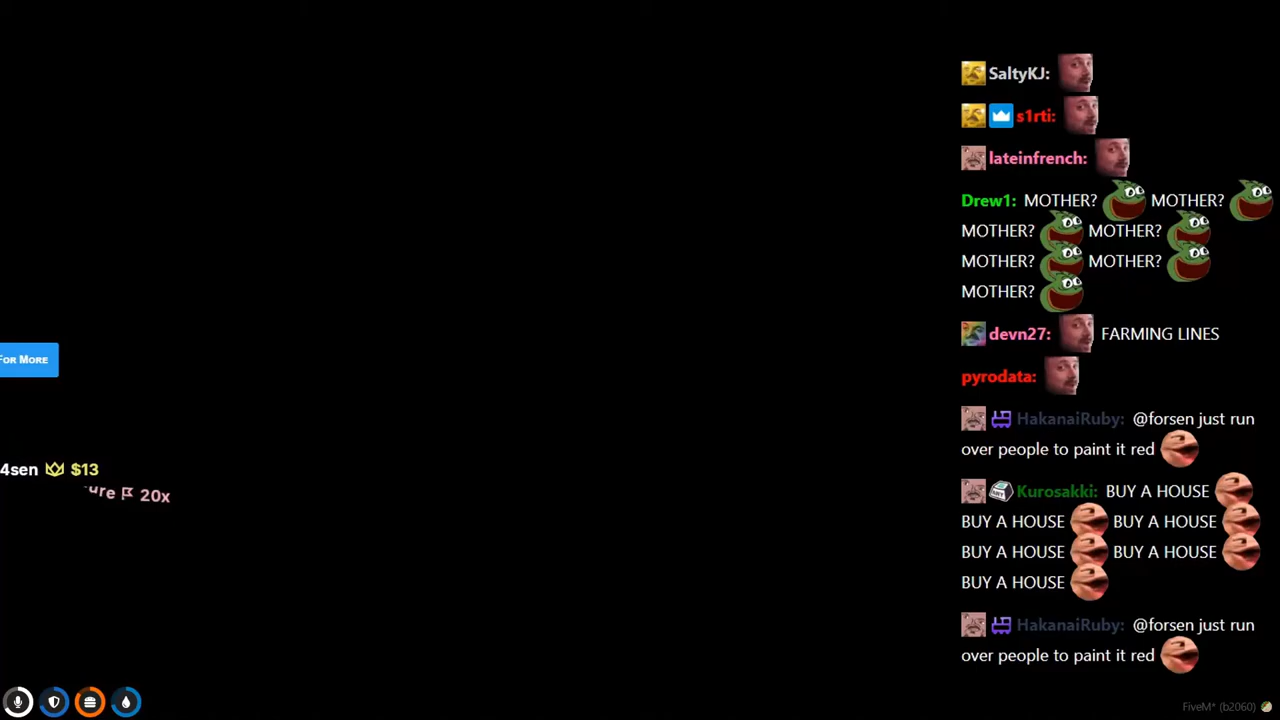 SaltyKJ:
s1rti:
lateinfrench:
Drew1: MOTHER? MOTHER?
MOTHER? MOTHER?
MOTHER? MOTHER?
MOTHER?
devn27: FARMING LINES
FOR MORE
pyrodata:
HakanaiRuby: @forsen just run
over people to paint it red
4sen $13
ure 20x
Kurosakki: BUY A HOUSE
BUY A HOUSE BUY A HOUSE
BUY A HOUSE BUY A HOUSE
BUY A HOUSE
HakanaiRuby: @forsen just run
over people to paint it red
FiveM* (b2060)